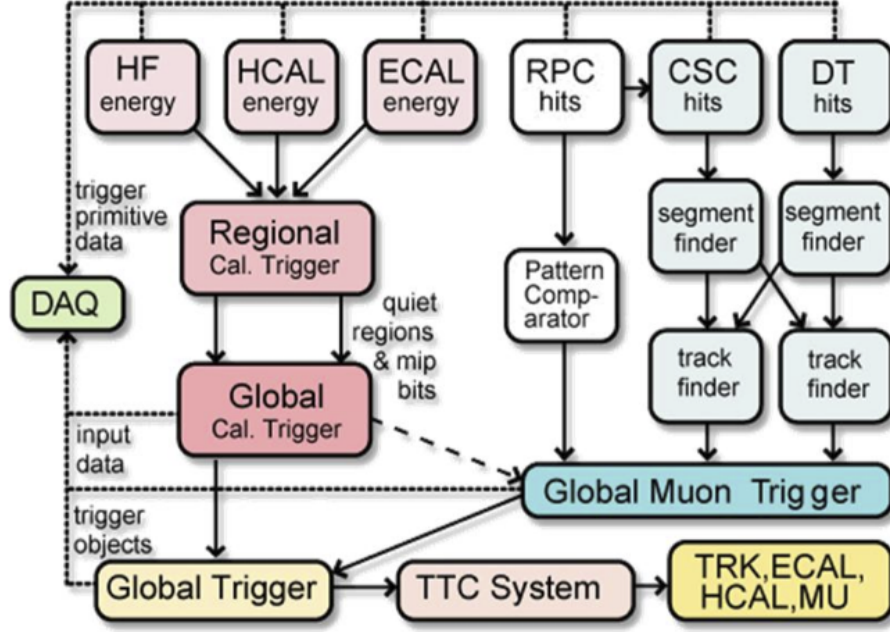 HF
energy
HCAL
energy
ECAL
energy
RPC
hits
CSC
hits
DT
hits
trigger
primitive
data
Regional
Cal. Trigger
segment
finder
segment
finder
Pattern
Comp-
arator
DAQ
quiet
regions
& mip
bits
track
finder
track
finder
Global
Cal. Trigger
input
data
Global Muon Trigger
trigger
objects
Global Trigger
TTC System
TRK,ECAL,
HCAL,MU